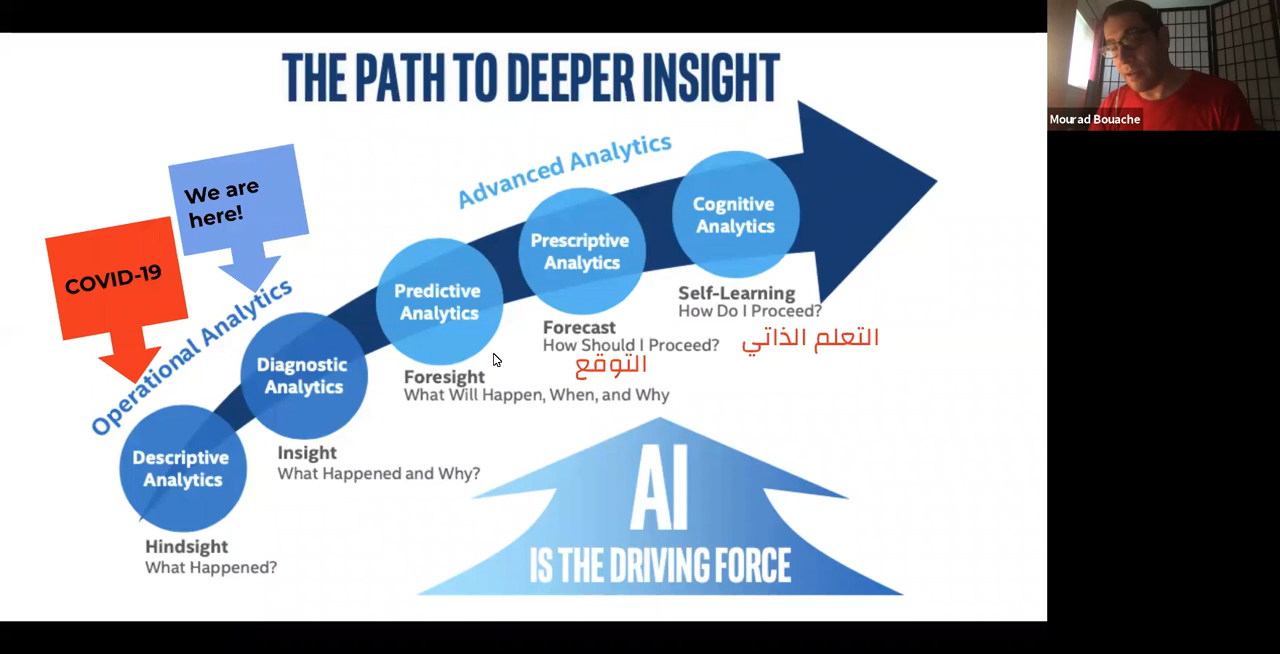 THE PATH TO DEEPER INSIGHT
Mourad Bouache
We are
here!
COVID-19
Operational Analytics
Advanced Analytics
Descriptive
Analytics
Hindsight
What Happened?
Diagnostic
Analytics
Insight
What Happened and Why?
Predictive
Analytics
Foresight
What Will Happen, When, and Why
Prescriptive
Analytics
Forecast
How Should I Proceed?
التوقع
Cognitive
Analytics
Self-Learning
How Do I Proceed?
التعلم الذاتي
AI
IS THE DRIVING FORCE